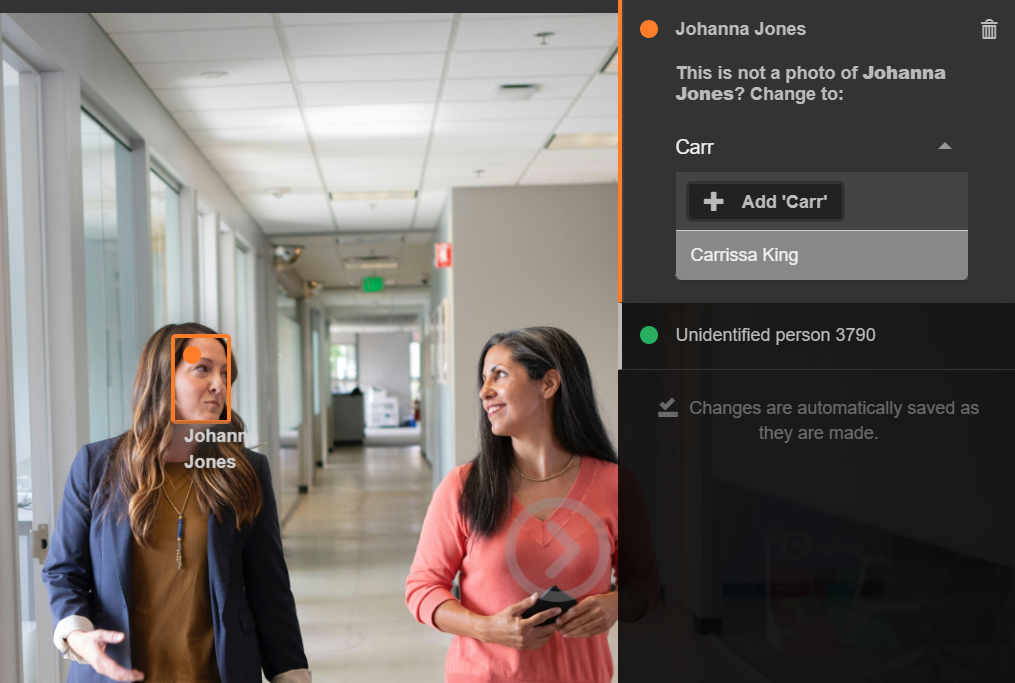 Johann
Jones
Johanna Jones
This is not a photo of Johanna
Jones? Change to:
Carr
Add 'Carr'
Carrissa King
Unidentified person 3790
Changes are automatically saved as
they are made.